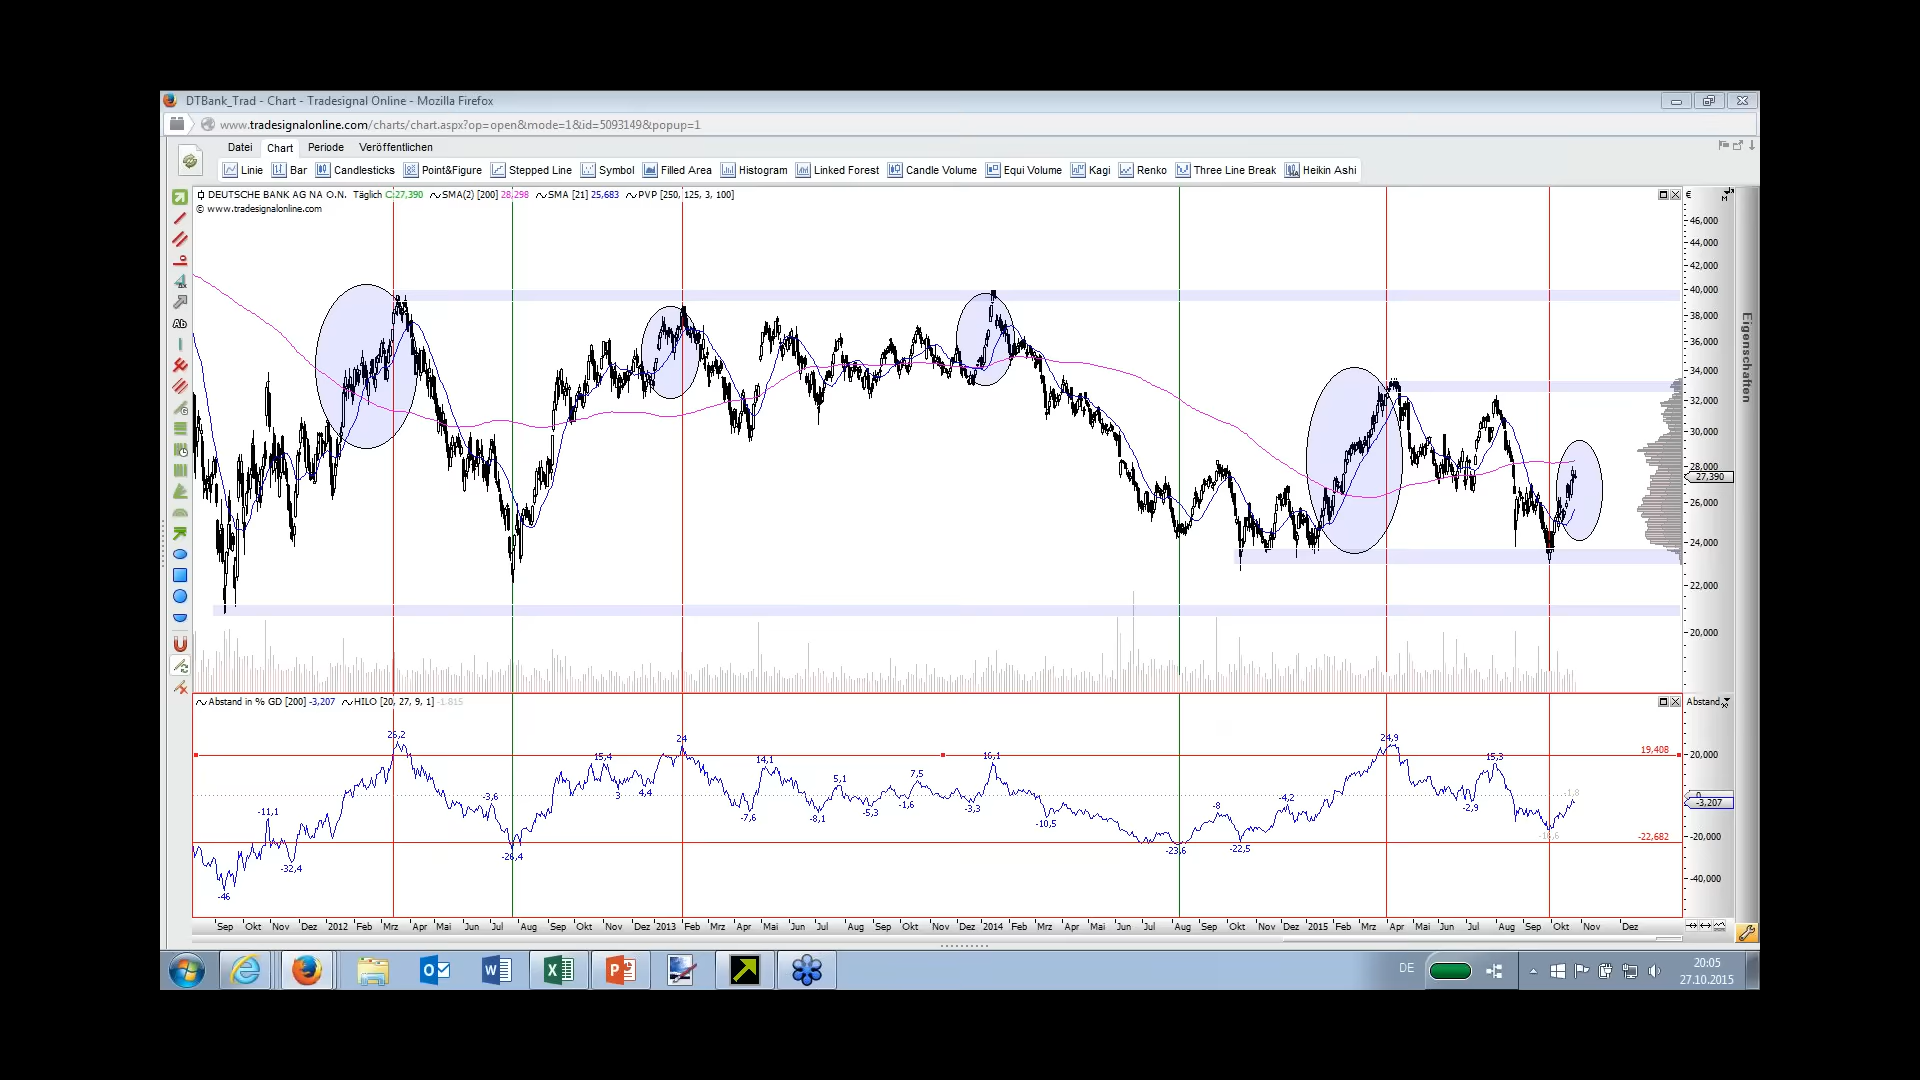 DTBank_Trad - Chart - Tradesignal Online - Mozilla Firefox
www.tradesignalonline.com/charts/chart.aspx?op=open&mode=1&id=5093149&popup=1
Datei Chart Periode Veröffentlichen
Linie Bar Candlesticks Point&Figure Stepped Line Symbol Filled Area Histogram Linked Forest Candle Volume Equi Volume Kagi Renko Three Line Break Heikin Ashi
DEUTSCHE BANK AG NA O.N. Täglich C:27,390 SMA(2) [200] 28,298 SMA [21] 25,683 PVP [250, 125, 3, 100]
© www.tradesignalonline.com
€
46,000
44,000
42,000
40,000
38,000
36,000
34,000
32,000
30,000
28,000
27,390
26,000
24,000
22,000
20,000
Eigenschaften
Ab
Abstand in % GD [200] -3,207 HILO [20, 27, 9, 1] -1.815
Abstand
-46 -11,1 -32,4 -3,6 -26,4 15,4 3 4,4 24 -7,6 14,1 -8,1 5,1 -5,3 -1,6 7,5 -3,3 16,1 -10,5 -23,6 -8 -22,5 -4,2 24,9 -2,9 15,3 -1,8
19,408
20,000
0
-3,207
-20,000
-22,682
-40,000
Sep Okt Nov Dez 2012 Feb Mrz Apr Mai Jun Jul Aug Sep Okt Nov Dez 2013 Feb Mrz Apr Mai Jun Jul Aug Sep Okt Nov Dez 2014 Feb Mrz Apr Mai Jun Jul Aug Sep Okt Nov Dez 2015 Feb Mrz Apr Mai Jun Jul Aug Sep Okt Nov Dez
DE
20:05
27.10.2015